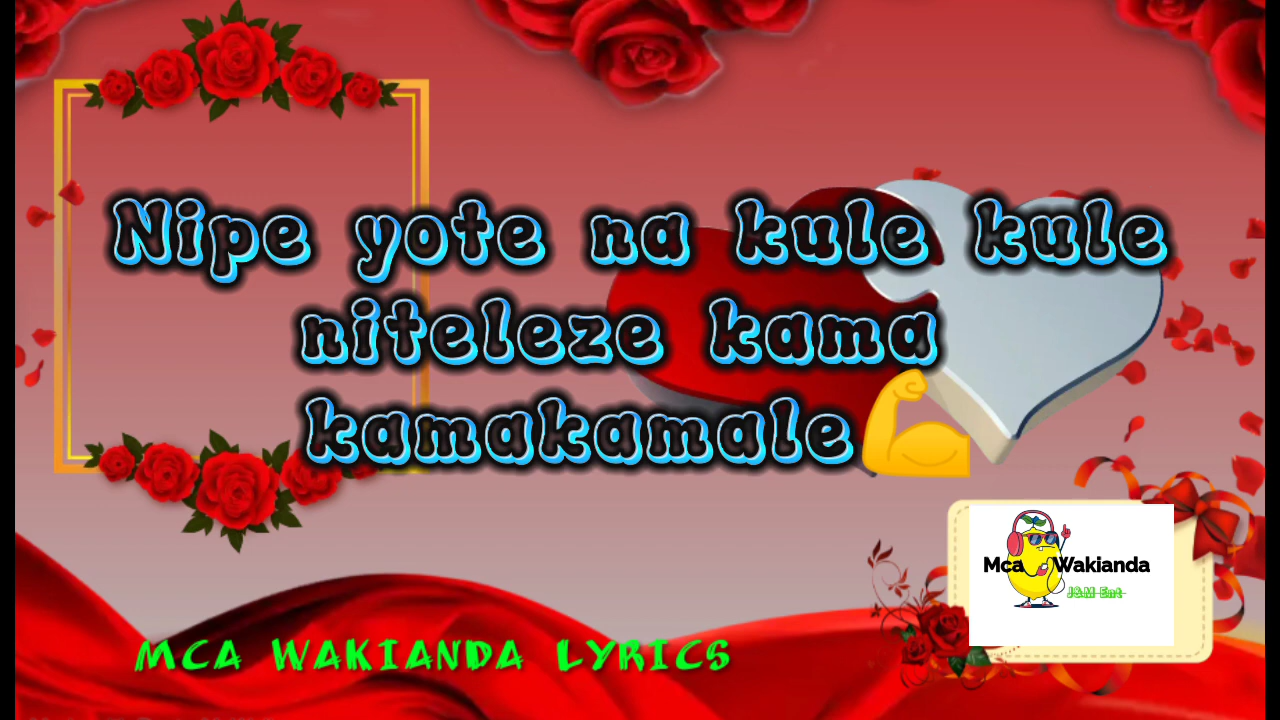 Nipe yote na kule kule
niteleze kama
kamakamale💪
Mca Wakianda
J&M Ent
MCA WAKIANDA LYRICS